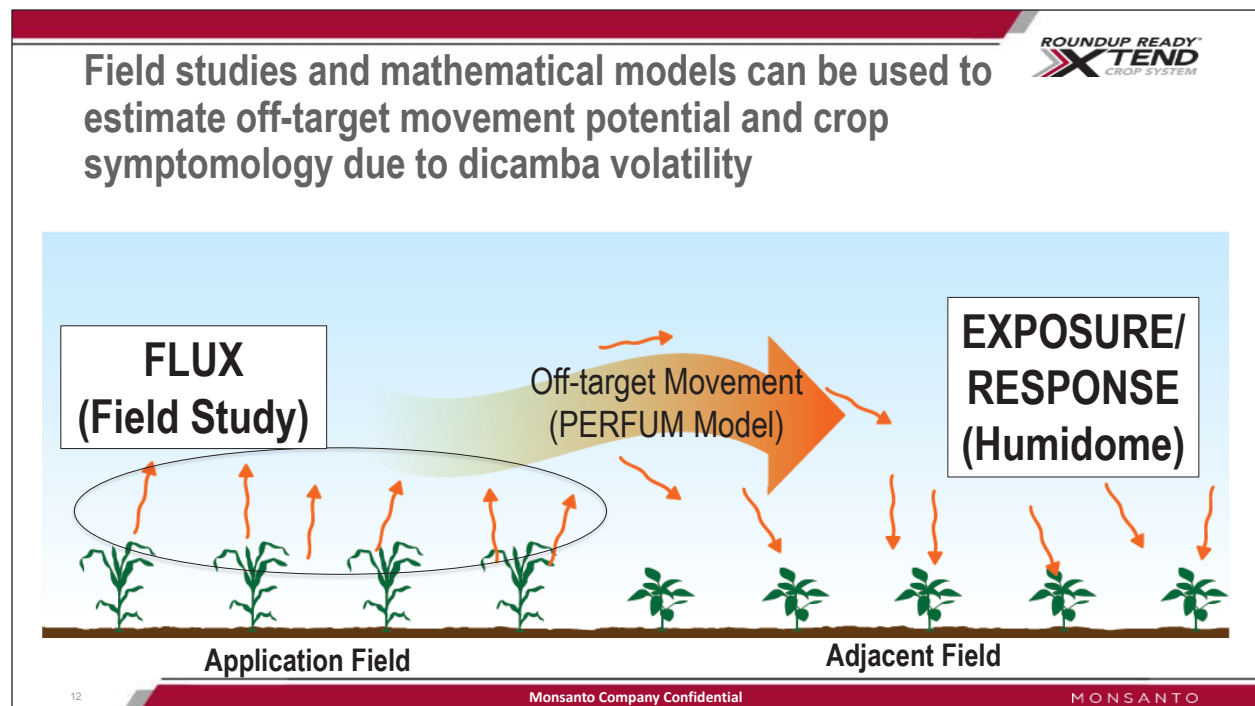 ROUNDUP READY™
XTEND
CROP SYSTEM
Field studies and mathematical models can be used to
estimate off-target movement potential and crop
symptomology due to dicamba volatility
FLUX
(Field Study)
Off-target Movement
(PERFUM Model)
EXPOSURE/
RESPONSE
(Humidome)
Application Field
Adjacent Field
12
Monsanto Company Confidential
MONSANTO